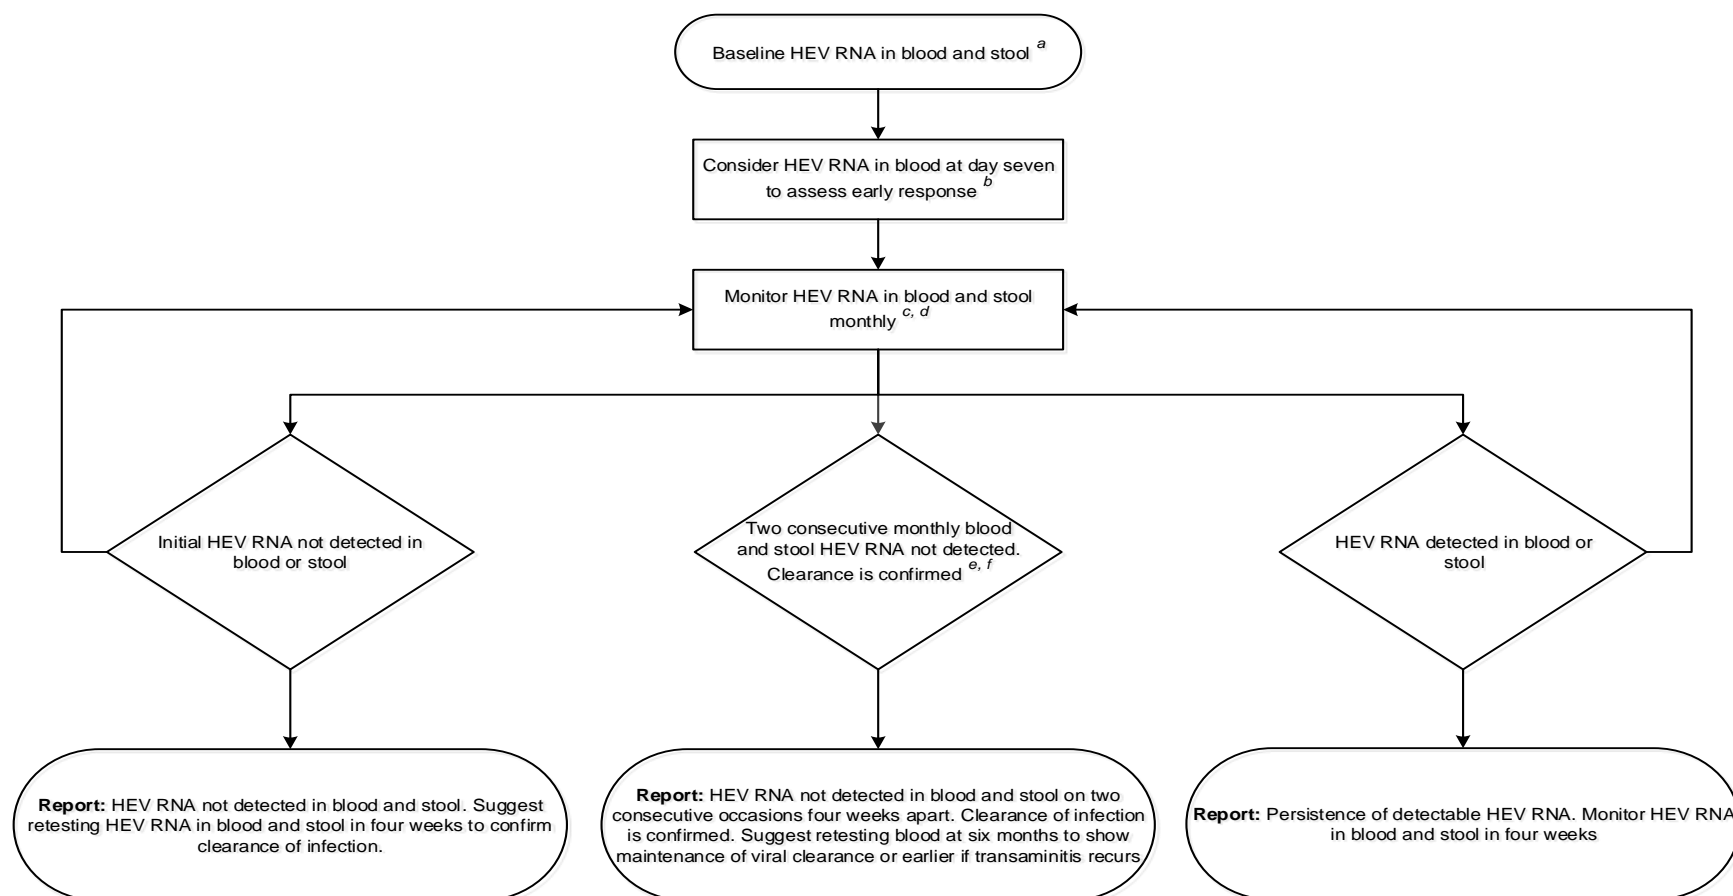 Baseline HEV RNA in blood and stool a
Consider HEV RNA in blood at day seven
to assess early response b
Monitor HEV RNA in blood and stool
monthly c, d
Initial HEV RNA not detected in
blood or stool
Two consecutive monthly blood
and stool HEV RNA not detected.
Clearance is confirmed e, f
HEV RNA detected in blood or
stool
Report: HEV RNA not detected in blood and stool. Suggest
retesting HEV RNA in blood and stool in four weeks to confirm
clearance of infection.
Report: HEV RNA not detected in blood and stool on two
consecutive occasions four weeks apart. Clearance of infection
is confirmed. Suggest retesting blood at six months to show
maintenance of viral clearance or earlier if transaminitis recurs
Report: Persistence of detectable HEV RNA. Monitor HEV RNA
in blood and stool in four weeks